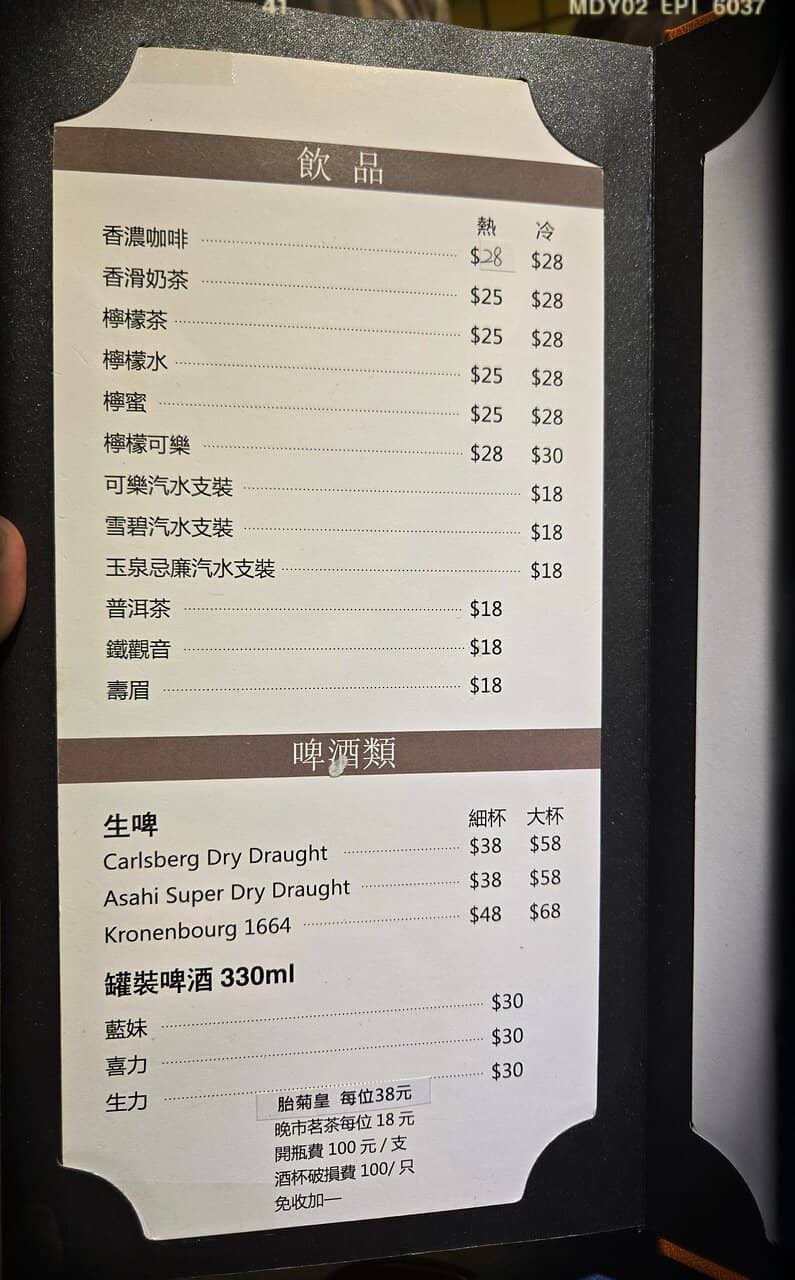 41 MDY02 EPI 6037
飲 品
熱 冷
香濃咖啡 $28 $28
香滑奶茶 $25 $28
檸檬茶 $25 $28
檸檬水 $25 $28
檸蜜 $25 $28
檸檬可樂 $28 $30
可樂汽水支裝 $18
雪碧汽水支裝 $18
玉泉忌廉汽水支裝 $18
普洱茶 $18
鐵觀音 $18
壽眉 $18
啤酒類
生啤 細杯 大杯
Carlsberg Dry Draught $38 $58
Asahi Super Dry Draught $38 $58
Kronenbourg 1664 $48 $68
罐裝啤酒 330ml
藍妹 $30
喜力 $30
生力 $30
胎菊皇 每位38元
晚市茗茶每位 18 元
開瓶費 100 元 / 支
酒杯破損費 100/ 只
免收加一